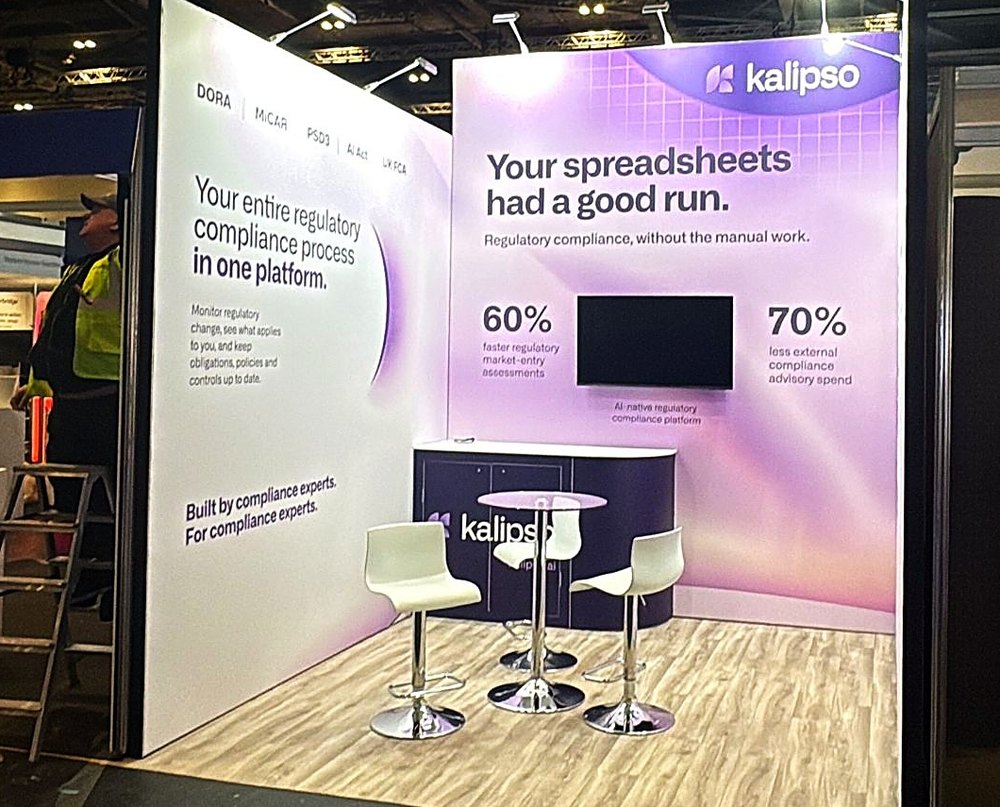 DORA | MiCAR PSD3 | AI Act UK FCA
Your entire regulatory
compliance process
in one platform.
Monitor regulatory
change, see what applies
to you, and keep
obligations, policies and
controls up to date.
Built by compliance experts.
For compliance experts.
kalipso
Your spreadsheets
had a good run.
Regulatory compliance, without the manual work.
60%
faster regulatory
market-entry
assessments
70%
less external
compliance
advisory spend
AI-native regulatory
compliance platform
kalipso